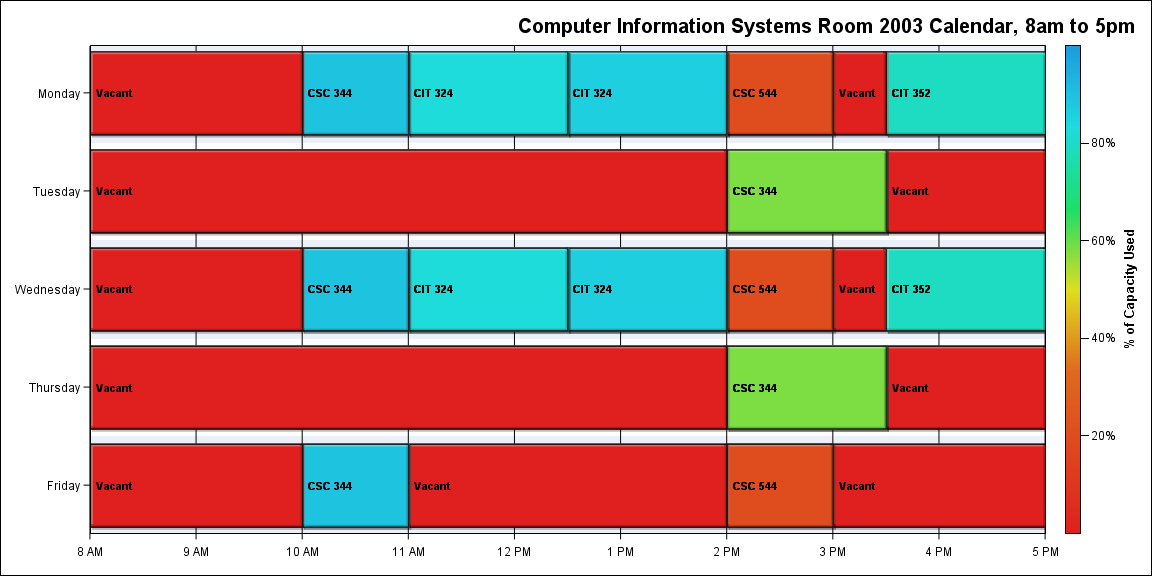 Computer Information Systems Room 2003 Calendar, 8am to 5pm
Monday
Vacant
CSC 344
CIT 324
CIT 324
CSC 544
Vacant
CIT 352
Tuesday
Vacant
CSC 344
Vacant
Wednesday
Vacant
CSC 344
CIT 324
CIT 324
CSC 544
Vacant
CIT 352
Thursday
Vacant
CSC 344
Vacant
Friday
Vacant
CSC 344
Vacant
CSC 544
Vacant
8 AM
9 AM
10 AM
11 AM
12 PM
1 PM
2 PM
3 PM
4 PM
5 PM
80%
60%
40%
20%
% of Capacity Used